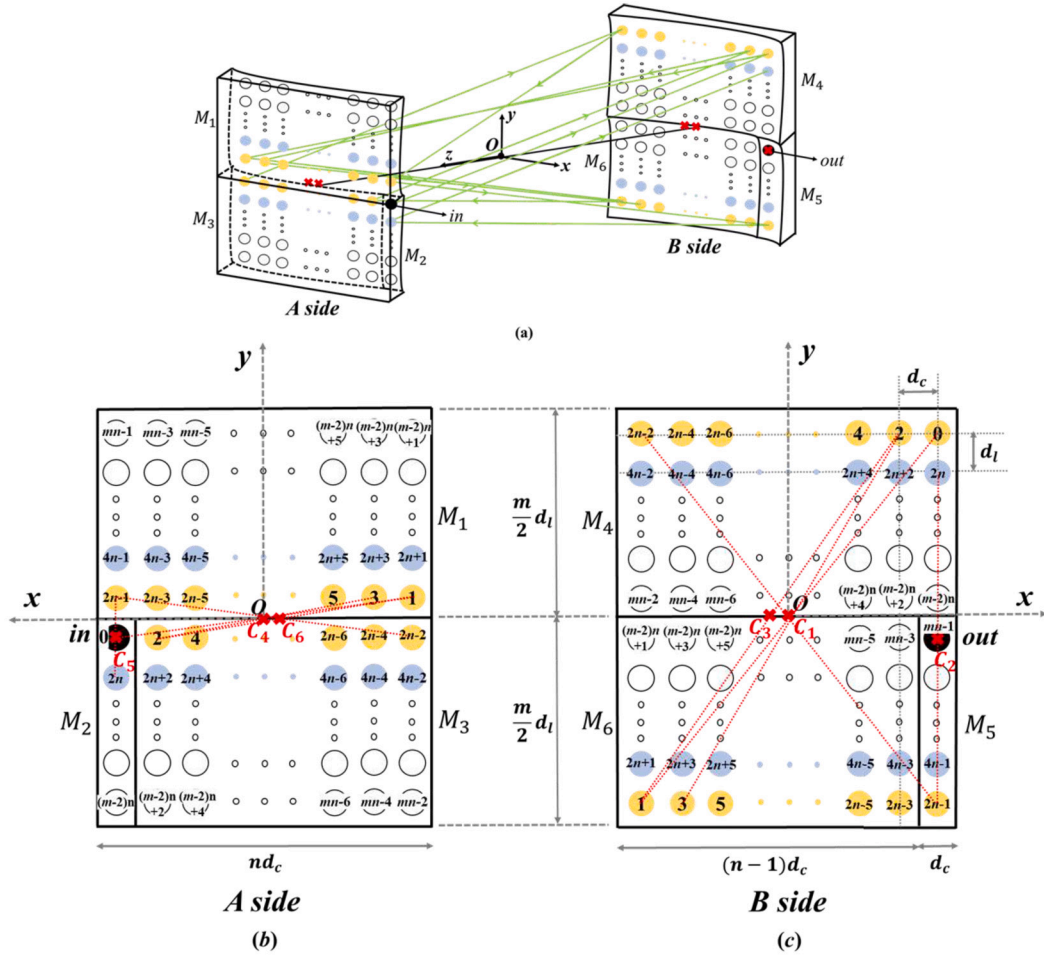 y
O
z
x
M₁
M₃
M₂
in
A side
M₄
M₆
M₅
out
B side
(a)
y
mn-1 mn-3 mn-5 (m-2)n+5 (m-2)n+3 (m-2)n+1
M₁
4n-1 4n-3 4n-5 2n+5 2n+3 2n+1
2n-1 2n-3 2n-5 5 3 1
x O
in 0 2 4 C₄ C₆ 2n-6 2n-4 2n-2
C₅
2n 2n+2 2n+4 4n-6 4n-4 4n-2
M₂ M₃
(m-2)n (m-2)n+2 (m-2)n+4 mn-6 mn-4 mn-2
nd_c
A side
(b)
m/2 d_l
m/2 d_l
y
d_c
2n-2 2n-4 2n-6 4 2 0
d_l
4n-2 4n-4 4n-6 2n+4 2n+2 2n
M₄
mn-2 mn-4 mn-6 (m-2)n+4 (m-2)n+2 (m-2)n
O x
C₃ C₁
(m-2)n+1 (m-2)n+3 (m-2)n+5 mn-5 mn-3 mn-1 out
C₂
M₆ M₅
2n+1 2n+3 2n+5 4n-5 4n-3 4n-1
1 3 5 2n-5 2n-3 2n-1
(n-1)d_c d_c
B side
(c)